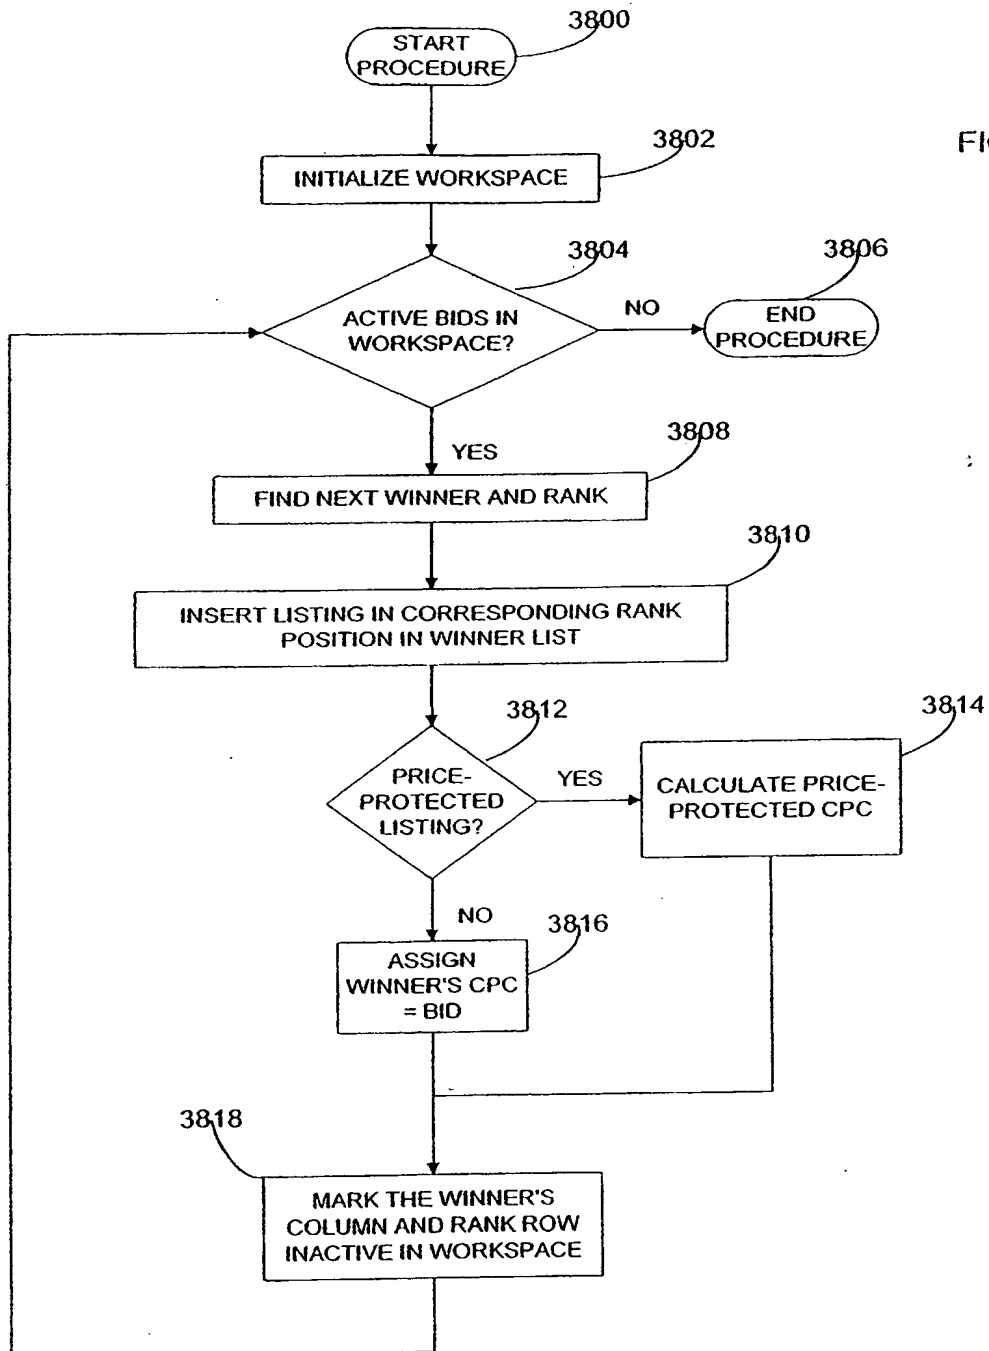 3800
START
PROCEDURE
3802
FI
INITIALIZE WORKSPACE
3804
3806
ACTIVE BIDS IN
WORKSPACE?
NO
END
PROCEDURE
YES
3808
FIND NEXT WINNER AND RANK
3810
INSERT LISTING IN CORRESPONDING RANK
POSITION IN WINNER LIST
3812
3814
PRICE-
PROTECTED
LISTING?
YES
CALCULATE PRICE-
PROTECTED CPC
NO
3816
ASSIGN
WINNER'S CPC
= BID
3818
MARK THE WINNER'S
COLUMN AND RANK ROW
INACTIVE IN WORKSPACE